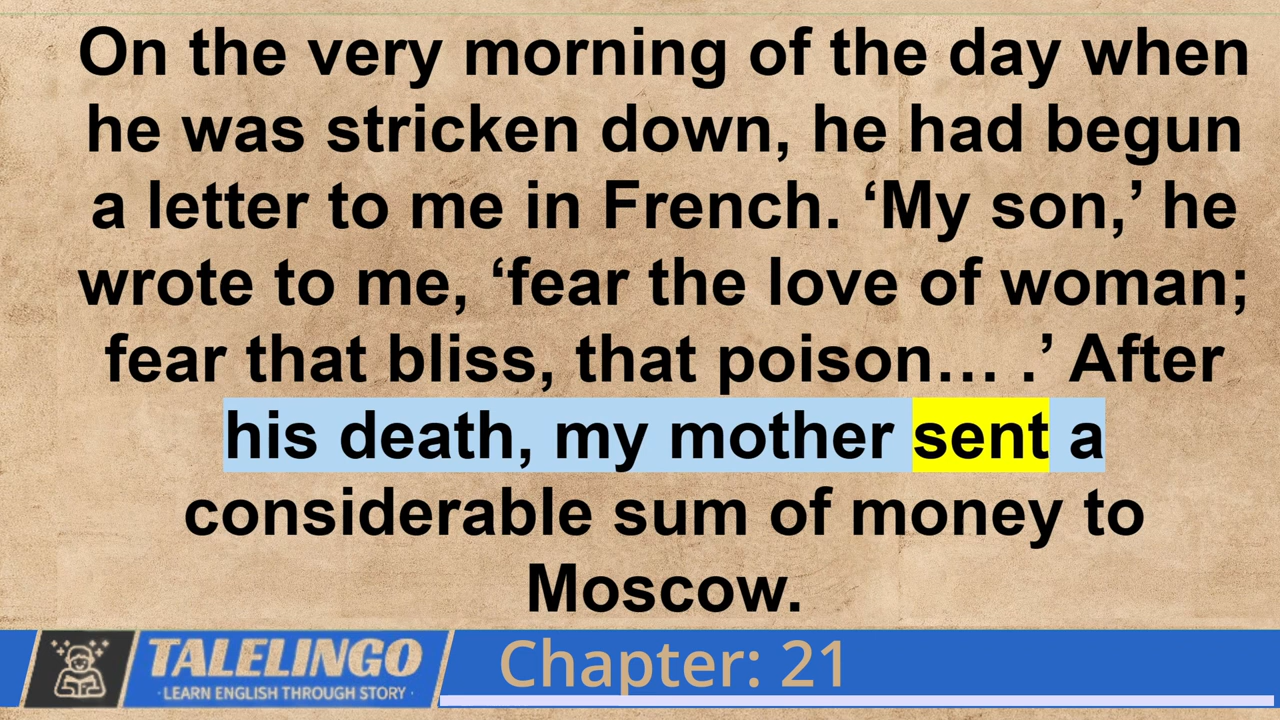 On the very morning of the day when
he was stricken down, he had begun
a letter to me in French. ‘My son,’ he
wrote to me, ‘fear the love of woman;
fear that bliss, that poison… .’ After
his death, my mother sent a
considerable sum of money to
Moscow.
TALELINGO
· LEARN ENGLISH THROUGH STORY ·
Chapter: 21